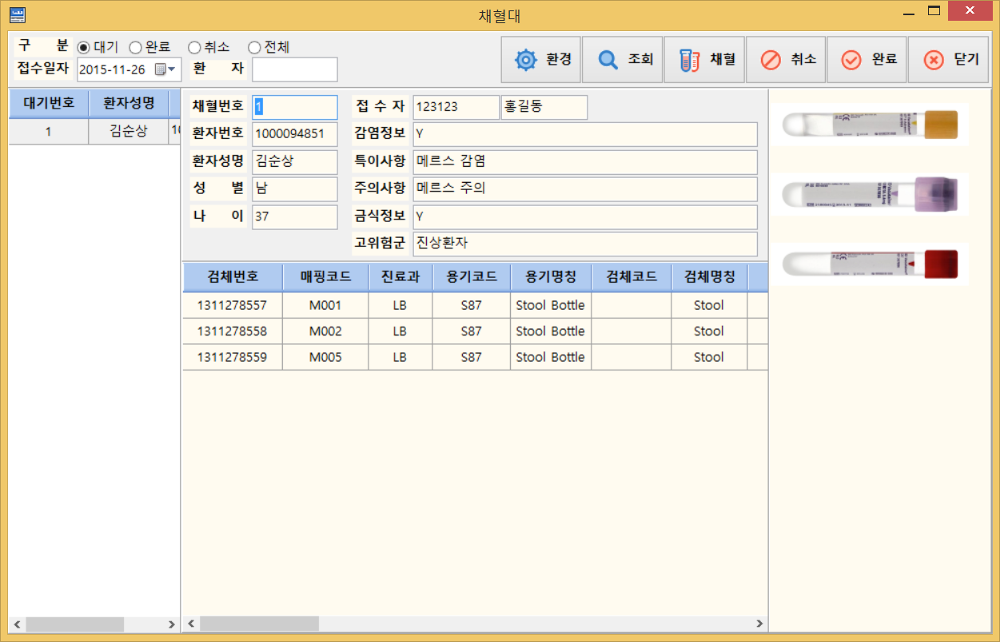 채혈대
구 분 대기 완료 취소 전체
접수일자 2015-11-26 환 자
환경 조회 채혈 취소 완료 닫기
대기번호 환자성명
1 김순상 10
채혈번호 1 접 수 자 123123 홍길동
환자번호 1000094851 감염정보 Y
환자성명 김순상 특이사항 메르스 감염
성 별 남 주의사항 메르스 주의
나 이 37 금식정보 Y
고위험군 진상환자
검체번호 매핑코드 진료과 용기코드 용기명칭 검체코드 검체명칭
1311278557 M001 LB S87 Stool Bottle Stool
1311278558 M002 LB S87 Stool Bottle Stool
1311278559 M005 LB S87 Stool Bottle Stool